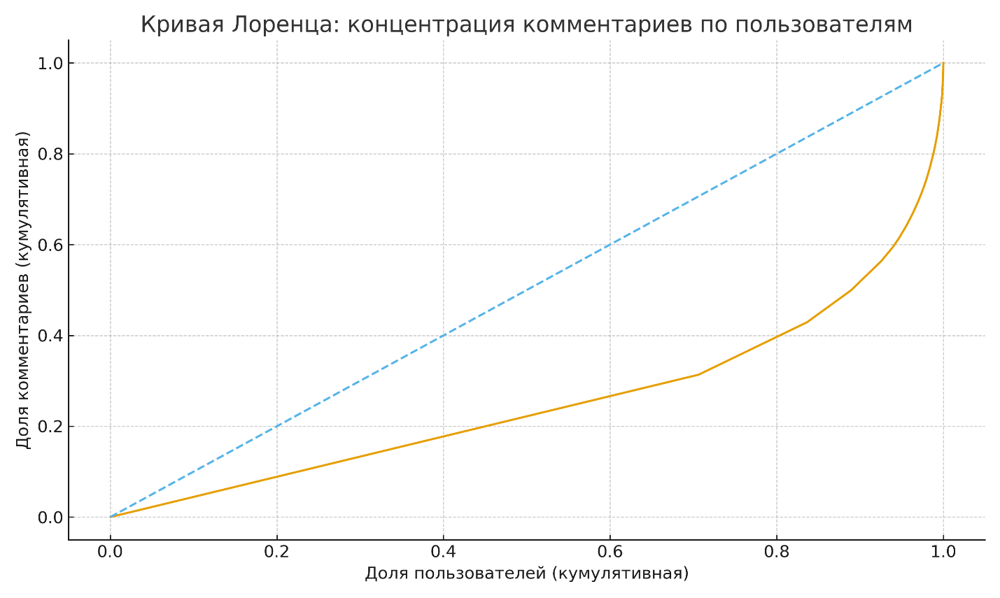 Кривая Лоренца: концентрация комментариев по пользователям
Доля комментариев (кумулятивная)
1.0
0.8
0.6
0.4
0.2
0.0
0.0 0.2 0.4 0.6 0.8 1.0
Доля пользователей (кумулятивная)